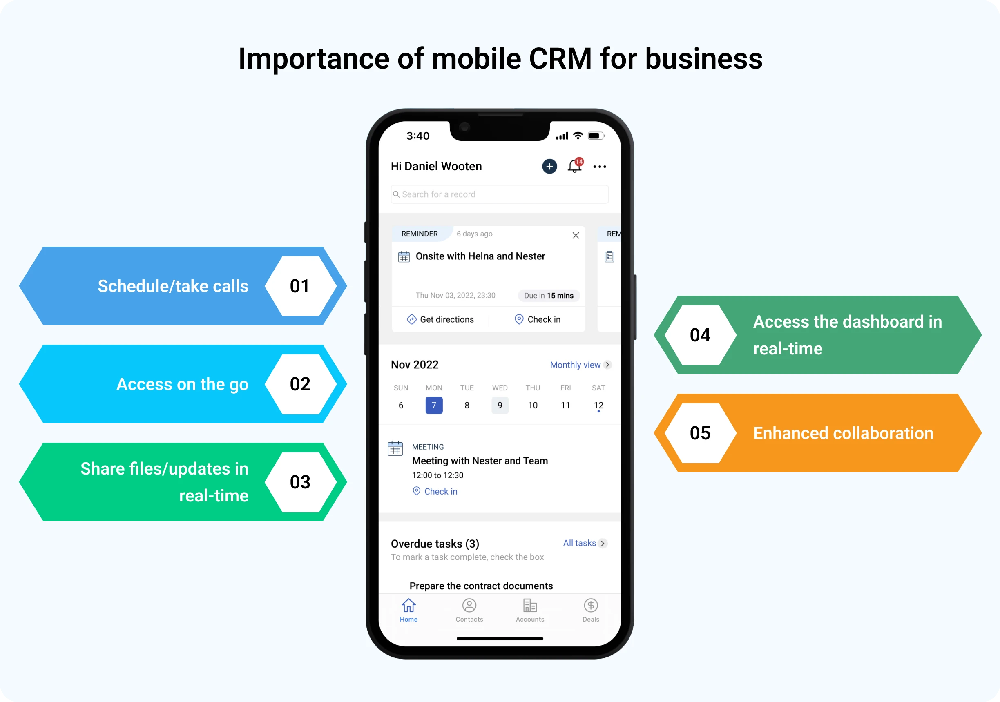 Importance of mobile CRM for business
Schedule/take calls
01
Access on the go
02
Share files/updates in
real-time
03
3:40
Hi Daniel Wooten
14
Search for a record
REMINDER 6 days ago
REM
Onsite with Helna and Nester
Thu Nov 03, 2022, 23:30
Due in 15 mins
Get directions
Check in
Nov 2022
Monthly view
SUN MON TUE WED THU FRI SAT
6 7 8 9 10 11 12
MEETING
Meeting with Nester and Team
12:00 to 12:30
Check in
Overdue tasks (3)
All tasks
To mark a task complete, check the box
Prepare the contract documents
Home Contacts Accounts Deals
04
Access the dashboard in
real-time
05
Enhanced collaboration